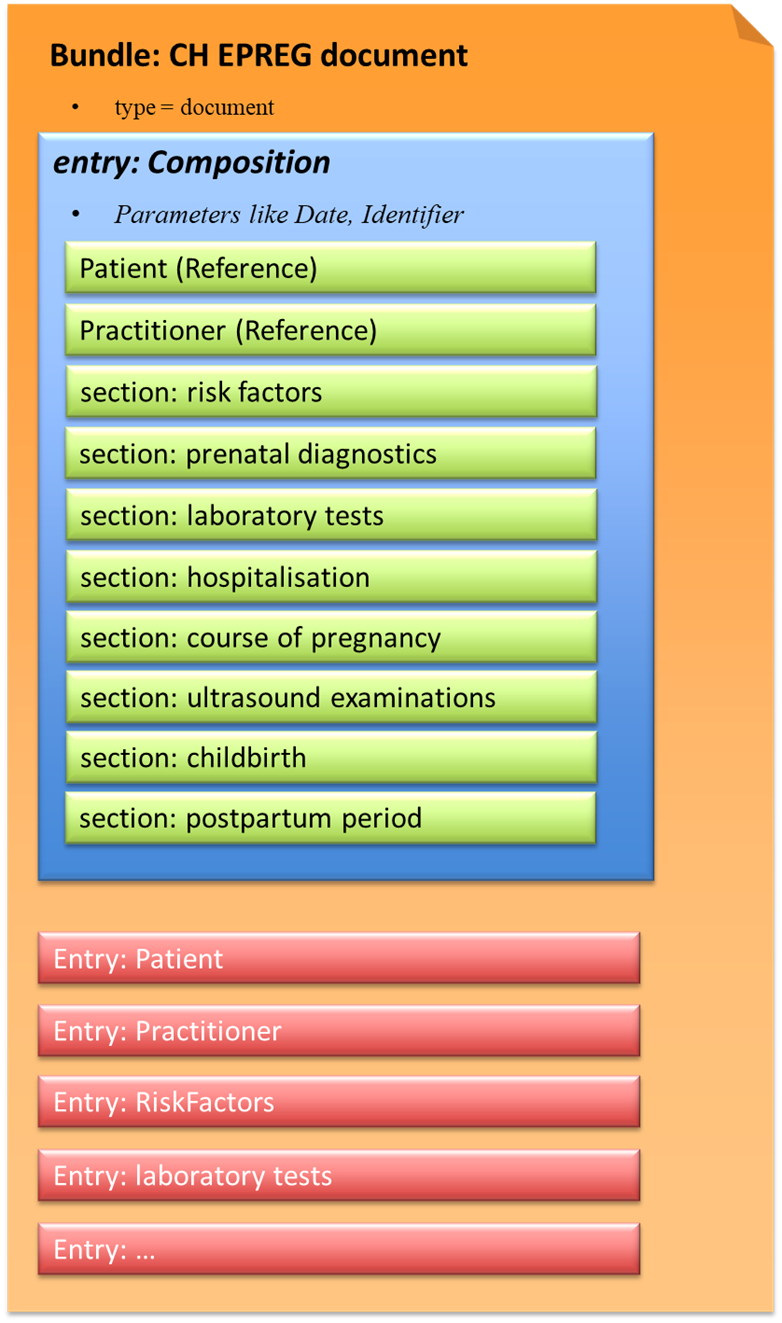 Bundle: CH EPREG document
• type = document
entry: Composition
• Parameters like Date, Identifier
Patient (Reference)
Practitioner (Reference)
section: risk factors
section: prenatal diagnostics
section: laboratory tests
section: hospitalisation
section: course of pregnancy
section: ultrasound examinations
section: childbirth
section: postpartum period
Entry: Patient
Entry: Practitioner
Entry: RiskFactors
Entry: laboratory tests
Entry: ...